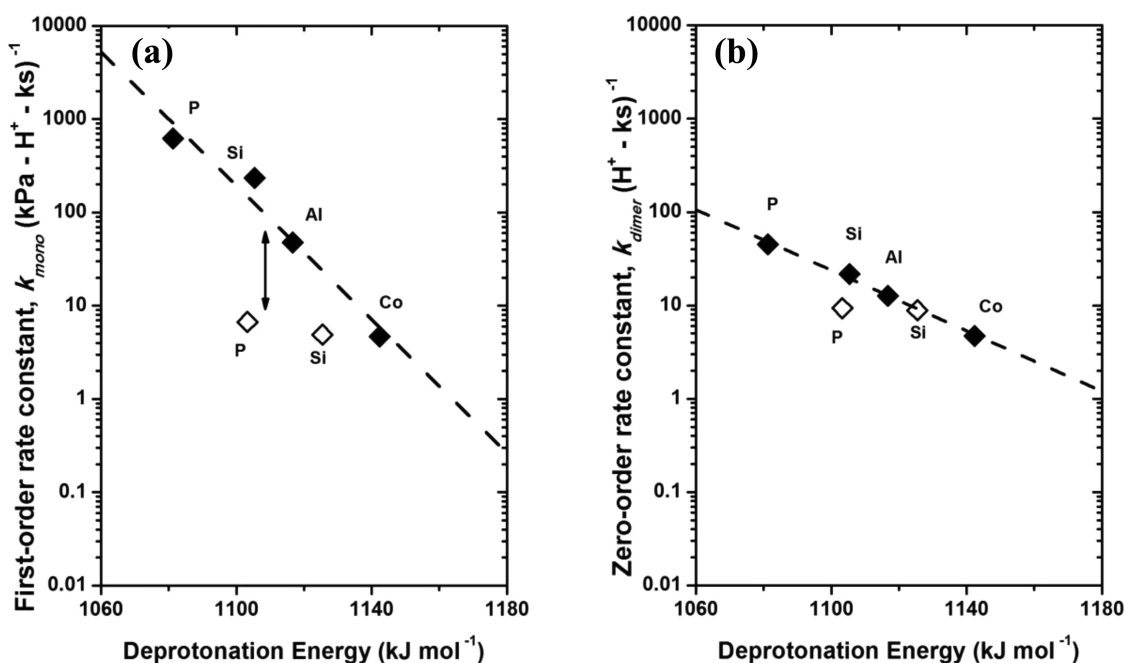 (a)
First-order rate constant, k_mono (kPa - H⁺ - ks)⁻¹
10000
1000
100
10
1
0.1
0.01
P
Si
Al
Co
P
Si
1060
1100
1140
1180
Deprotonation Energy (kJ mol⁻¹)
(b)
Zero-order rate constant, k_dimer (H⁺ - ks)⁻¹
10000
1000
100
10
1
0.1
0.01
P
Si
Al
Co
P
Si
1060
1100
1140
1180
Deprotonation Energy (kJ mol⁻¹)